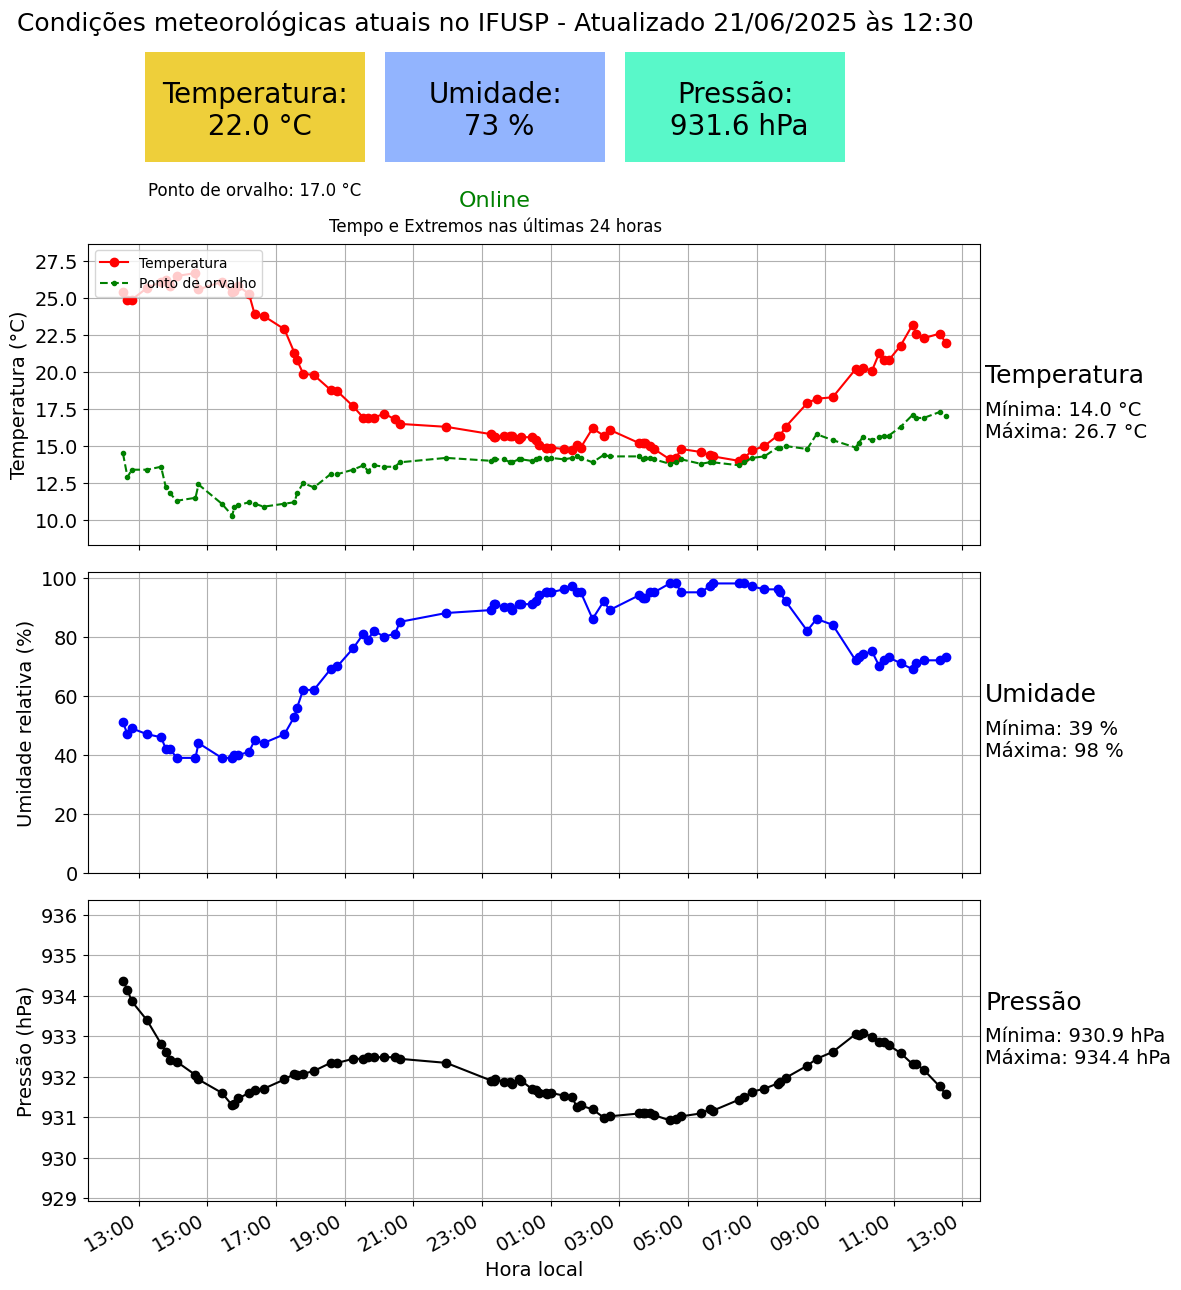 Condições meteorológicas atuais no IFUSP - Atualizado 21/06/2025 às 12:30
Temperatura:
22.0 °C
Umidade:
73 %
Pressão:
931.6 hPa
Ponto de orvalho: 17.0 °C
Online
Tempo e Extremos nas últimas 24 horas
Temperatura
Ponto de orvalho
Temperatura (°C)
27.5
25.0
22.5
20.0
17.5
15.0
12.5
10.0
Temperatura
Mínima: 14.0 °C
Máxima: 26.7 °C
Umidade relativa (%)
100
80
60
40
20
0
Umidade
Mínima: 39 %
Máxima: 98 %
Pressão (hPa)
936
935
934
933
932
931
930
929
Pressão
Mínima: 930.9 hPa
Máxima: 934.4 hPa
13:00
15:00
17:00
19:00
21:00
23:00
01:00
03:00
05:00
07:00
09:00
11:00
13:00
Hora local